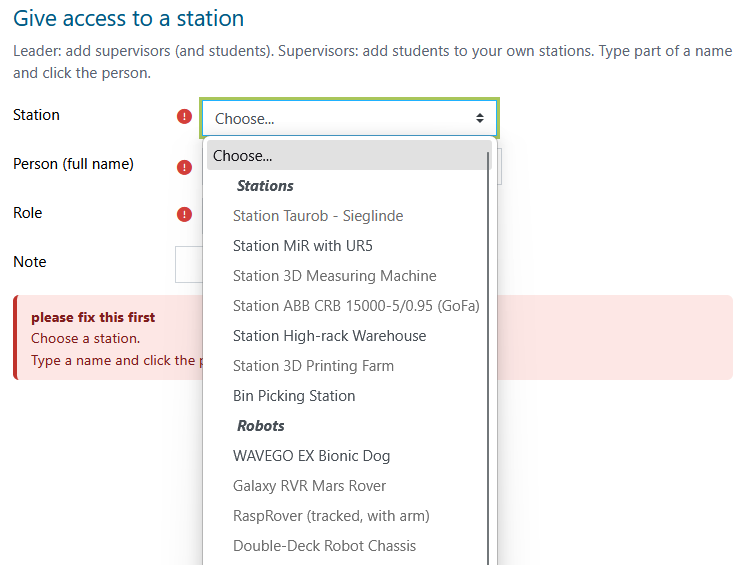 Give access to a station
Leader: add supervisors (and students). Supervisors: add students to your own stations. Type part of a name
and click the person.
Station
Choose...
Choose...
Person (full name)
Stations
Station Taurob - Sieglinde
Role
Station MiR with UR5
Note
Station 3D Measuring Machine
Station ABB CRB 15000-5/0.95 (GoFa)
please fix this first
Choose a station.
Station High-rack Warehouse
Type a name and click the
Station 3D Printing Farm
Bin Picking Station
Robots
WAVEGO EX Bionic Dog
Galaxy RVR Mars Rover
RaspRover (tracked, with arm)
Double-Deck Robot Chassis